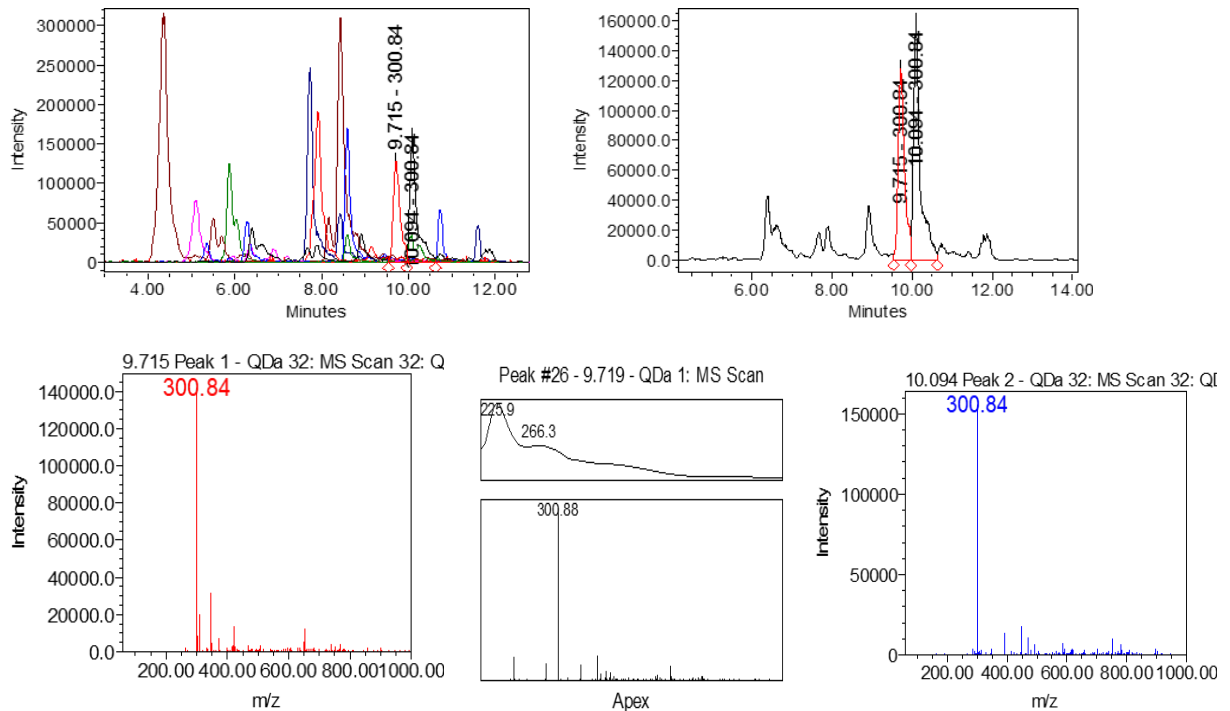 300000
250000
200000
150000
100000
50000
0
Intensity
4.00 6.00 8.00 10.00 12.00
Minutes
9.715 - 300.84
10.094 - 300.84
160000.0
140000.0
120000.0
100000.0
80000.0
60000.0
40000.0
20000.0
0.0
Intensity
6.00 8.00 10.00 12.00 14.00
Minutes
9.715 - 300.84
10.094 - 300.84
9.715 Peak 1 - QDa 32: MS Scan 32: Q
300.84
140000.0
120000.0
100000.0
80000.0
60000.0
40000.0
20000.0
0.0
Intensity
200.00 400.00 600.00 800.001000.00
m/z
Peak #26 - 9.719 - QDa 1: MS Scan
225.9
266.3
300.88
Apex
10.094 Peak 2 - QDa 32: MS Scan 32: QD
300.84
150000
100000
50000
0
Intensity
200.00 400.00 600.00 800.001000.00
m/z